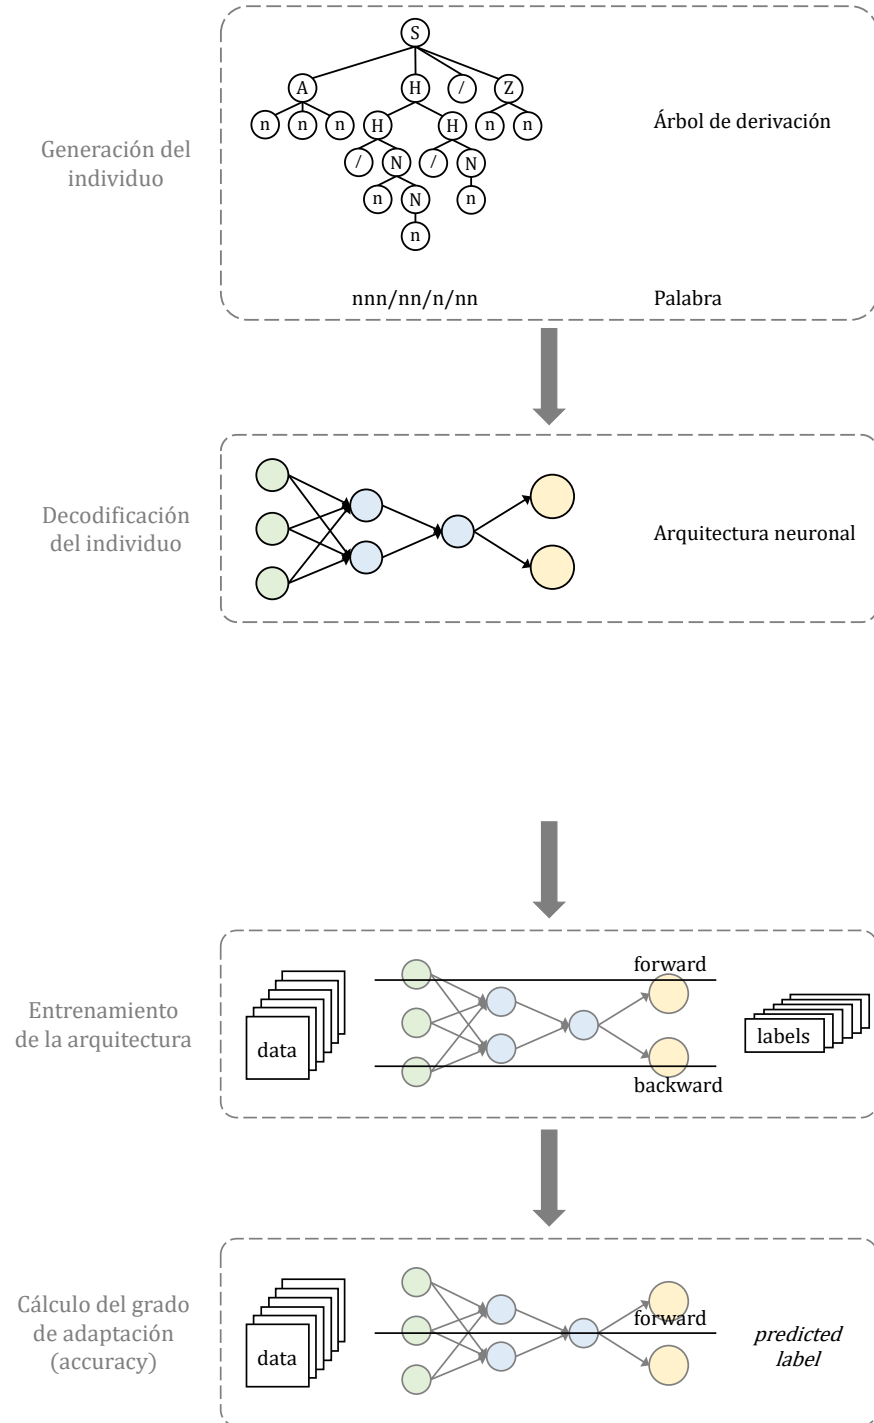 S
A H / Z
n n n H H n n
/ N / N
n N n
n
Árbol de derivación
Generación del
individuo
nnn/nn/n/nn
Palabra
Decodificación
del individuo
Arquitectura neuronal
Entrenamiento
de la arquitectura
data
forward
backward
labels
Cálculo del grado
de adaptación
(accuracy)
data
forward
predicted
label